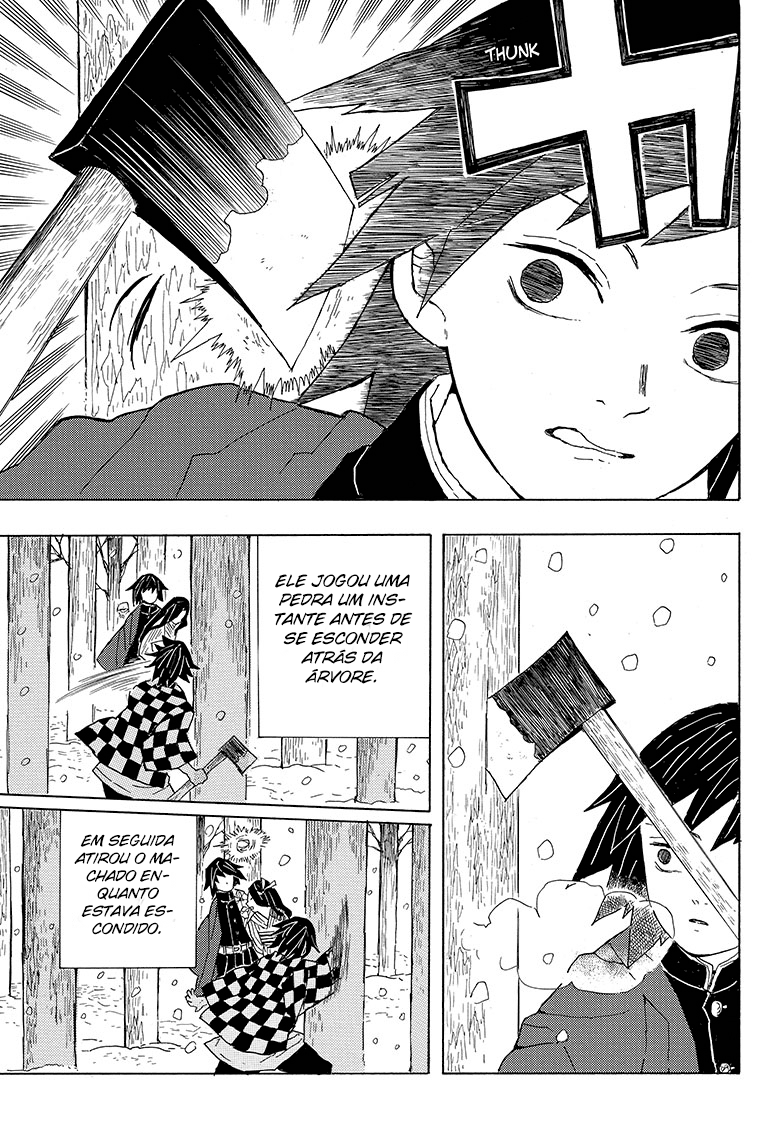 THUNK
ガ
ELE JOGOU UMA
PEDRA UM INS-
TANTE ANTES DE
SE ESCONDER
ATRÁS DA
ÁRVORE.
EM SEGUIDA
ATIROU O MA-
CHADO EN-
QUANTO
ESTAVA ES-
CONDIDO.